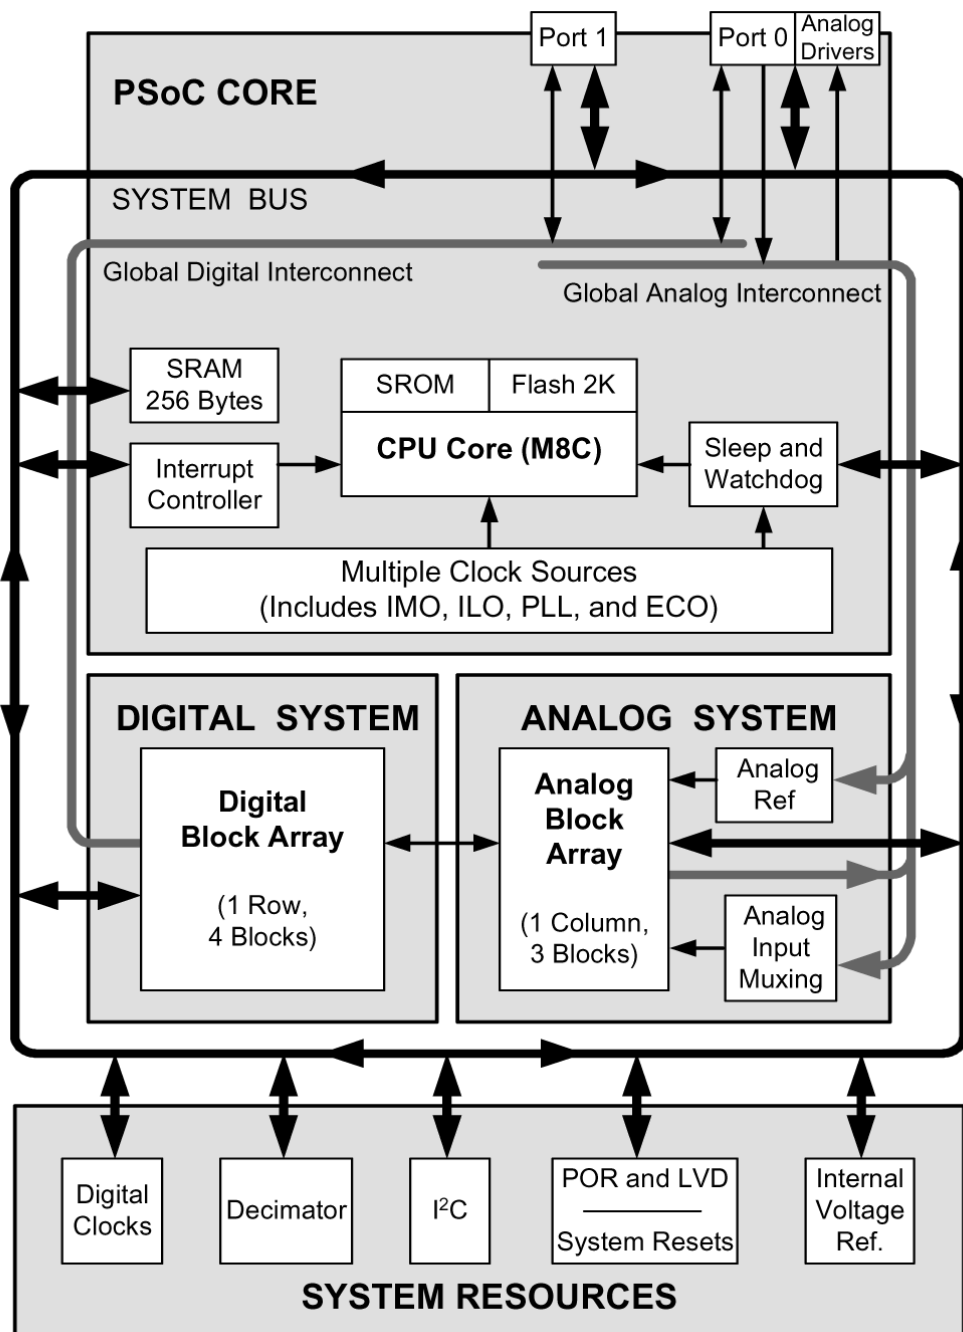 Port 1
Port 0
Analog
Drivers
PSoC CORE
SYSTEM BUS
Global Digital Interconnect
Global Analog Interconnect
SRAM
256 Bytes
SROM
Flash 2K
CPU Core (M8C)
Interrupt
Controller
Sleep and
Watchdog
Multiple Clock Sources
(Includes IMO, ILO, PLL, and ECO)
DIGITAL SYSTEM
Digital
Block Array
(1 Row,
4 Blocks)
ANALOG SYSTEM
Analog
Block
Array
(1 Column,
3 Blocks)
Analog
Ref
Analog
Input
Muxing
Digital
Clocks
Decimator
I²C
POR and LVD
System Resets
Internal
Voltage
Ref.
SYSTEM RESOURCES